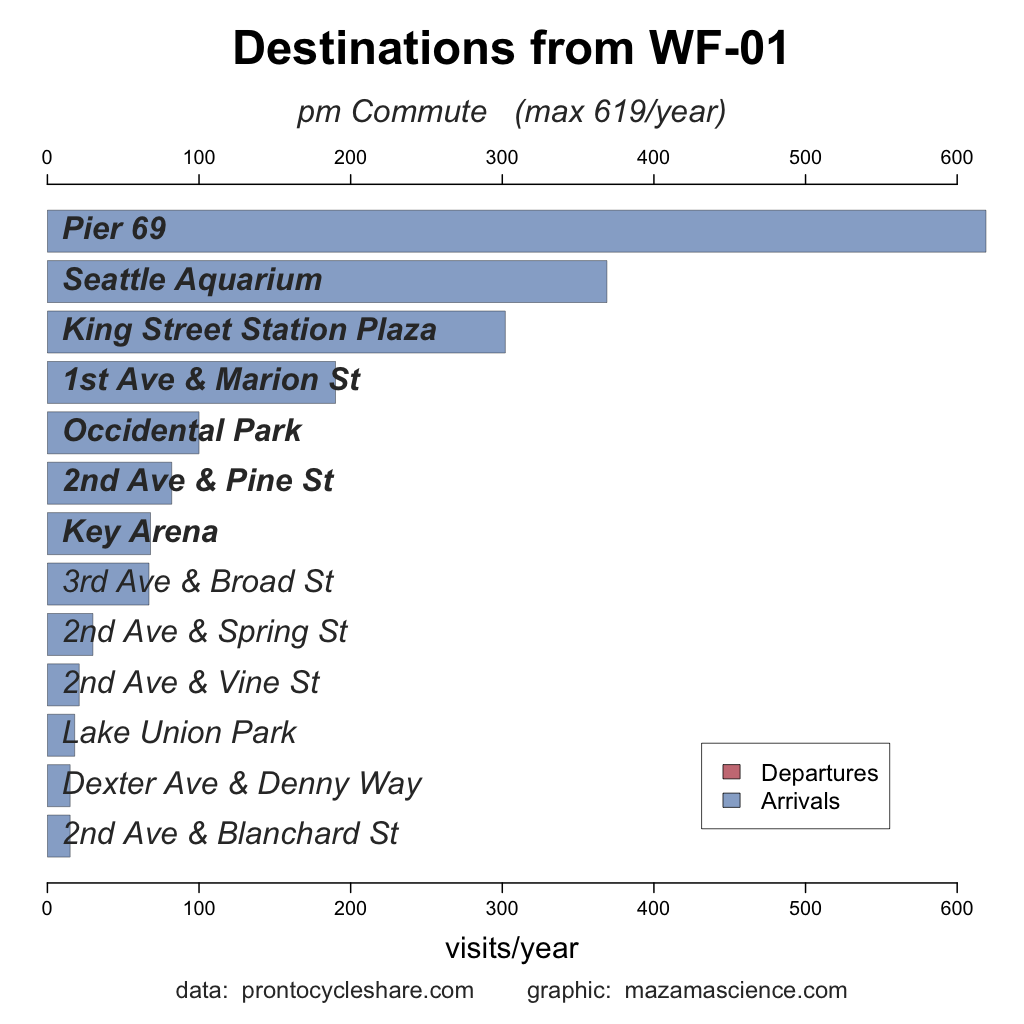 Destinations from WF-01
pm Commute (max 619/year)
0 100 200 300 400 500 600
Pier 69
Seattle Aquarium
King Street Station Plaza
1st Ave & Marion St
Occidental Park
2nd Ave & Pine St
Key Arena
3rd Ave & Broad St
2nd Ave & Spring St
2nd Ave & Vine St
Lake Union Park
Dexter Ave & Denny Way
2nd Ave & Blanchard St
Departures
Arrivals
0 100 200 300 400 500 600
visits/year
data: prontocycleshare.com graphic: mazamascience.com